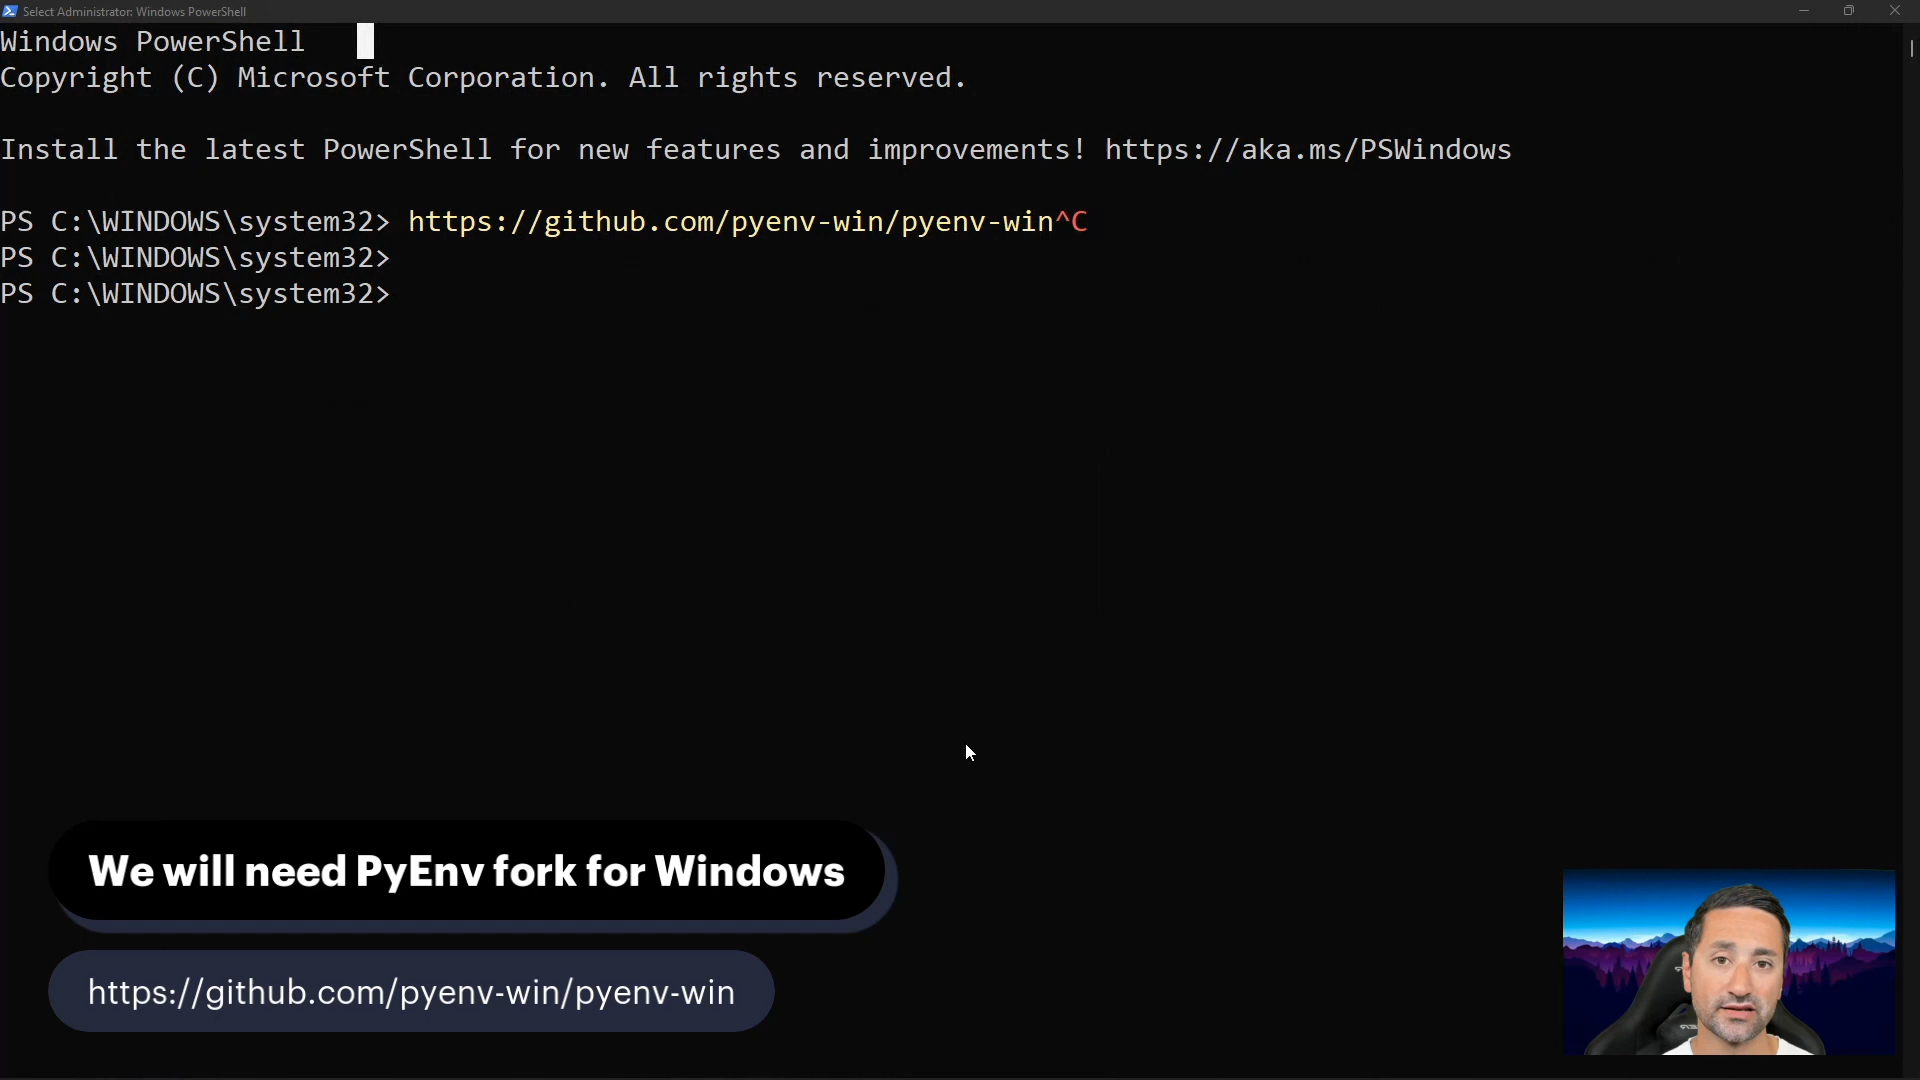 Select Administrator: Windows PowerShell
Windows PowerShell
Copyright (C) Microsoft Corporation. All rights reserved.
Install the latest PowerShell for new features and improvements! https://aka.ms/PSWindows
PS C:\WINDOWS\system32> https://github.com/pyenv-win/pyenv-win^C
PS C:\WINDOWS\system32>
PS C:\WINDOWS\system32>
We will need PyEnv fork for Windows
https://github.com/pyenv-win/pyenv-win